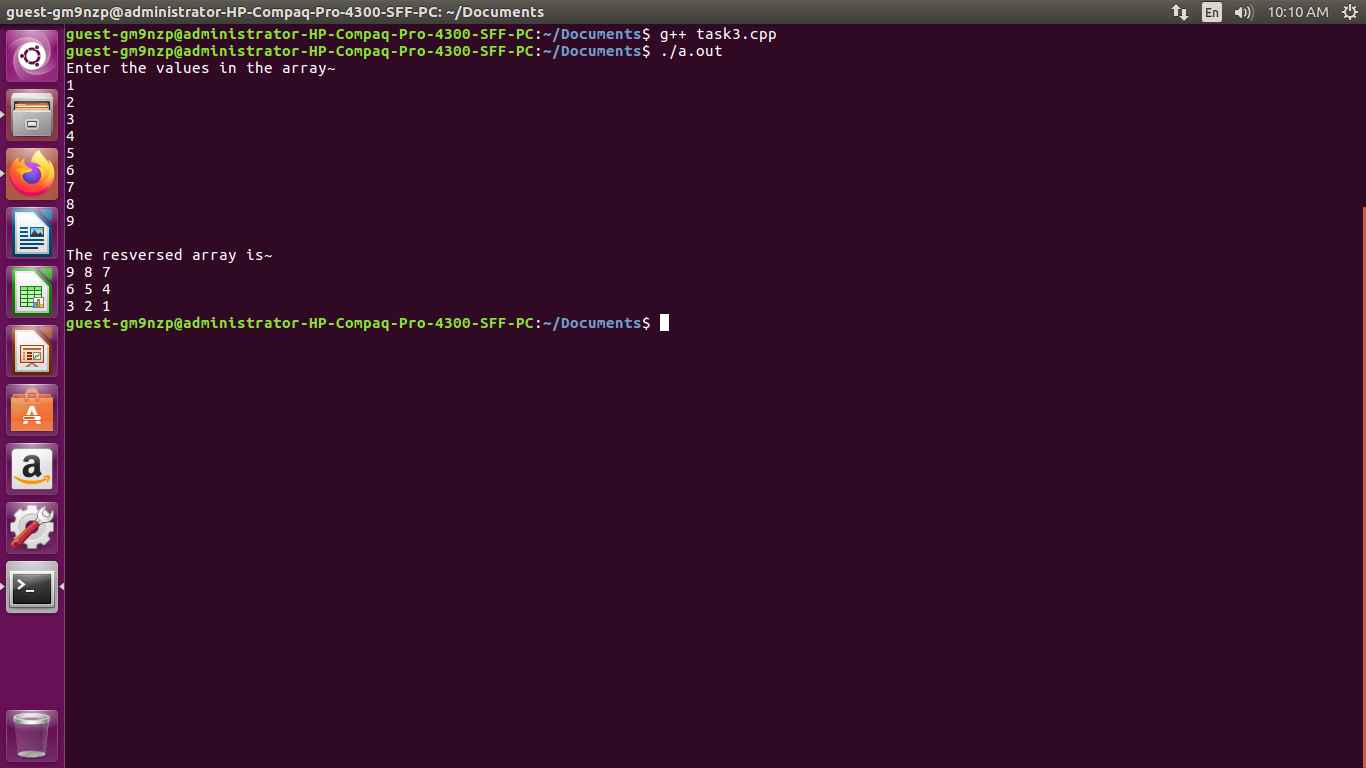 guest-gm9nzp@administrator-HP-Compaq-Pro-4300-SFF-PC: ~/Documents
En
10:10 AM
guest-gm9nzp@administrator-HP-Compaq-Pro-4300-SFF-PC:~/Documents$ g++ task3.cpp
guest-gm9nzp@administrator-HP-Compaq-Pro-4300-SFF-PC:~/Documents$ ./a.out
Enter the values in the array~
1
2
3
4
5
6
7
8
9
The resversed array is~
9 8 7
6 5 4
3 2 1
guest-gm9nzp@administrator-HP-Compaq-Pro-4300-SFF-PC:~/Documents$
A
a
>_